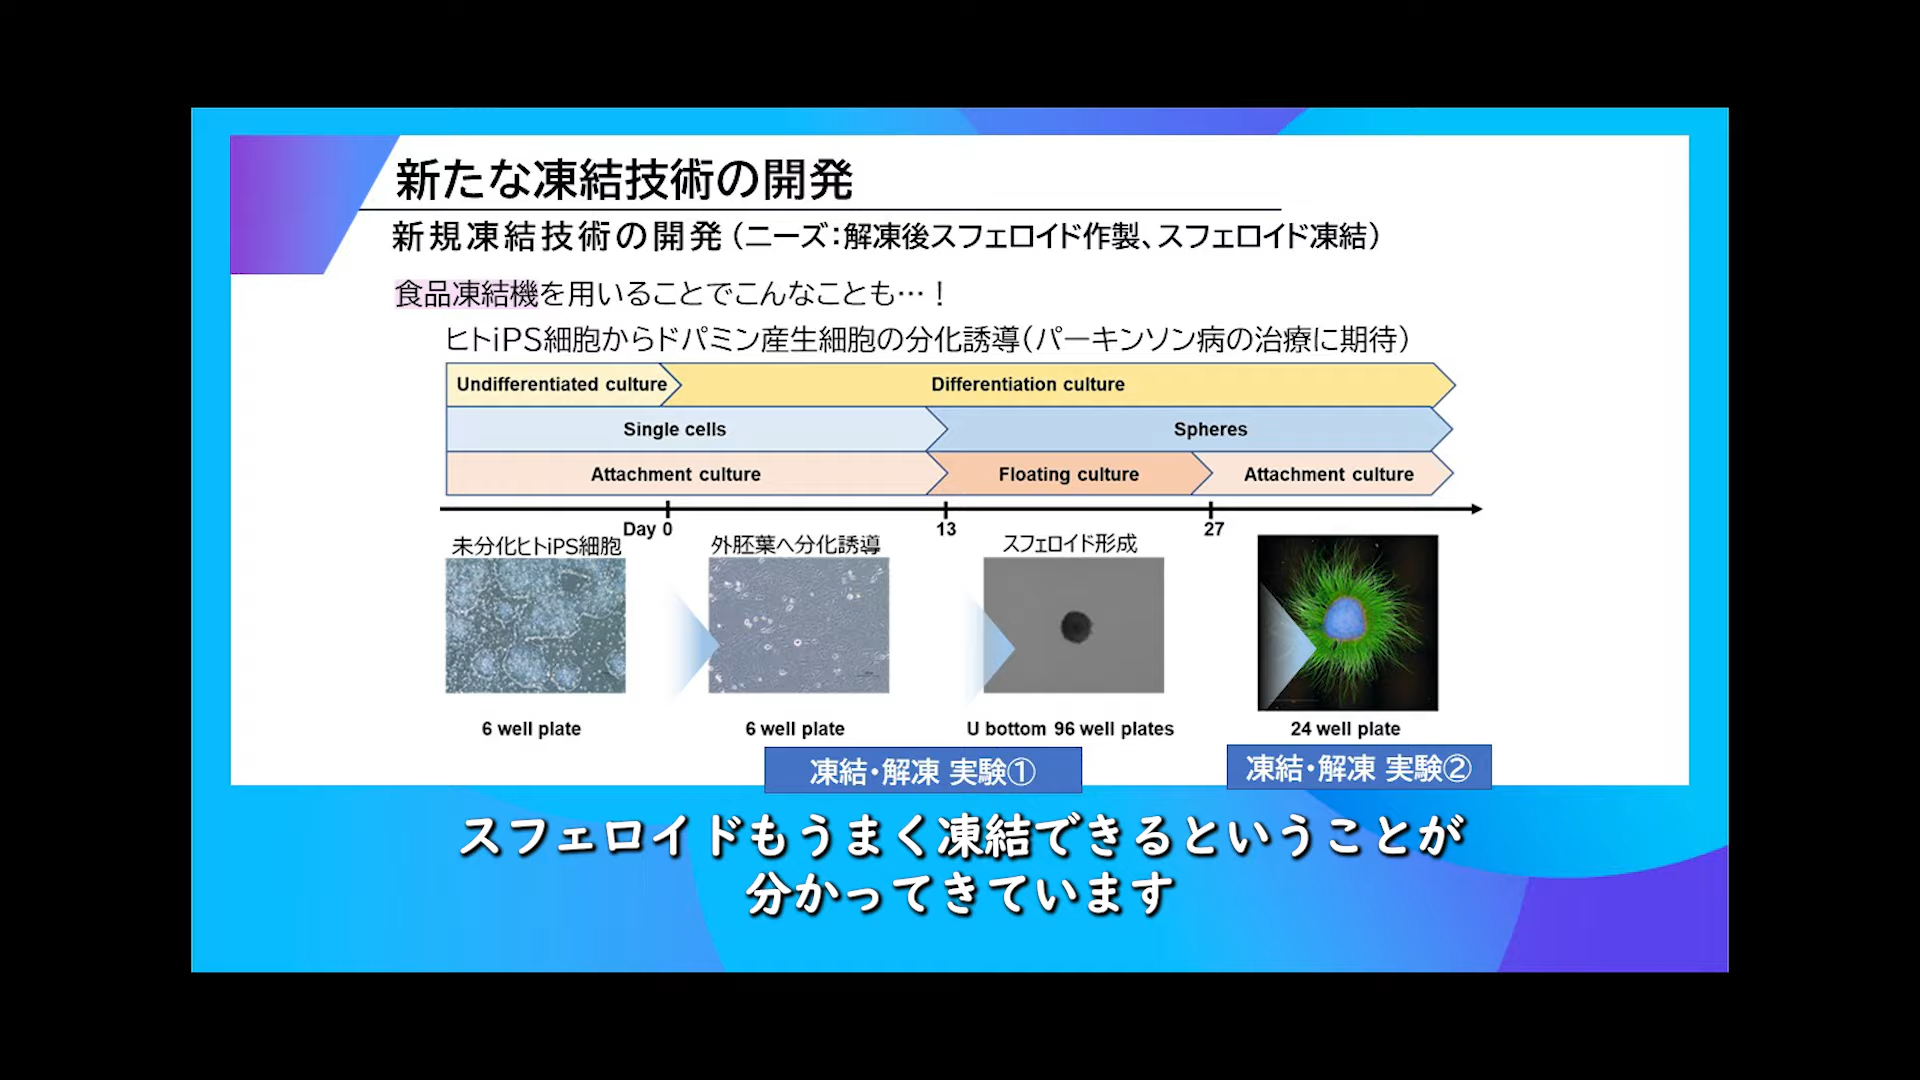 新たな凍結技術の開発
新規凍結技術の開発（ニーズ：解凍後スフェロイド作製、スフェロイド凍結）
食品凍結機を用いることでこんなことも…！
ヒトiPS細胞からドパミン産生細胞の分化誘導（パーキンソン病の治療に期待）
Undifferentiated culture
Differentiation culture
Single cells
Spheres
Attachment culture
Floating culture
Attachment culture
Day 0
13
27
未分化ヒトiPS細胞
外胚葉へ分化誘導
スフェロイド形成
6 well plate
6 well plate
U bottom 96 well plates
24 well plate
凍結・解凍 実験①
凍結・解凍 実験②
スフェロイドもうまく凍結できるということが
分かってきています